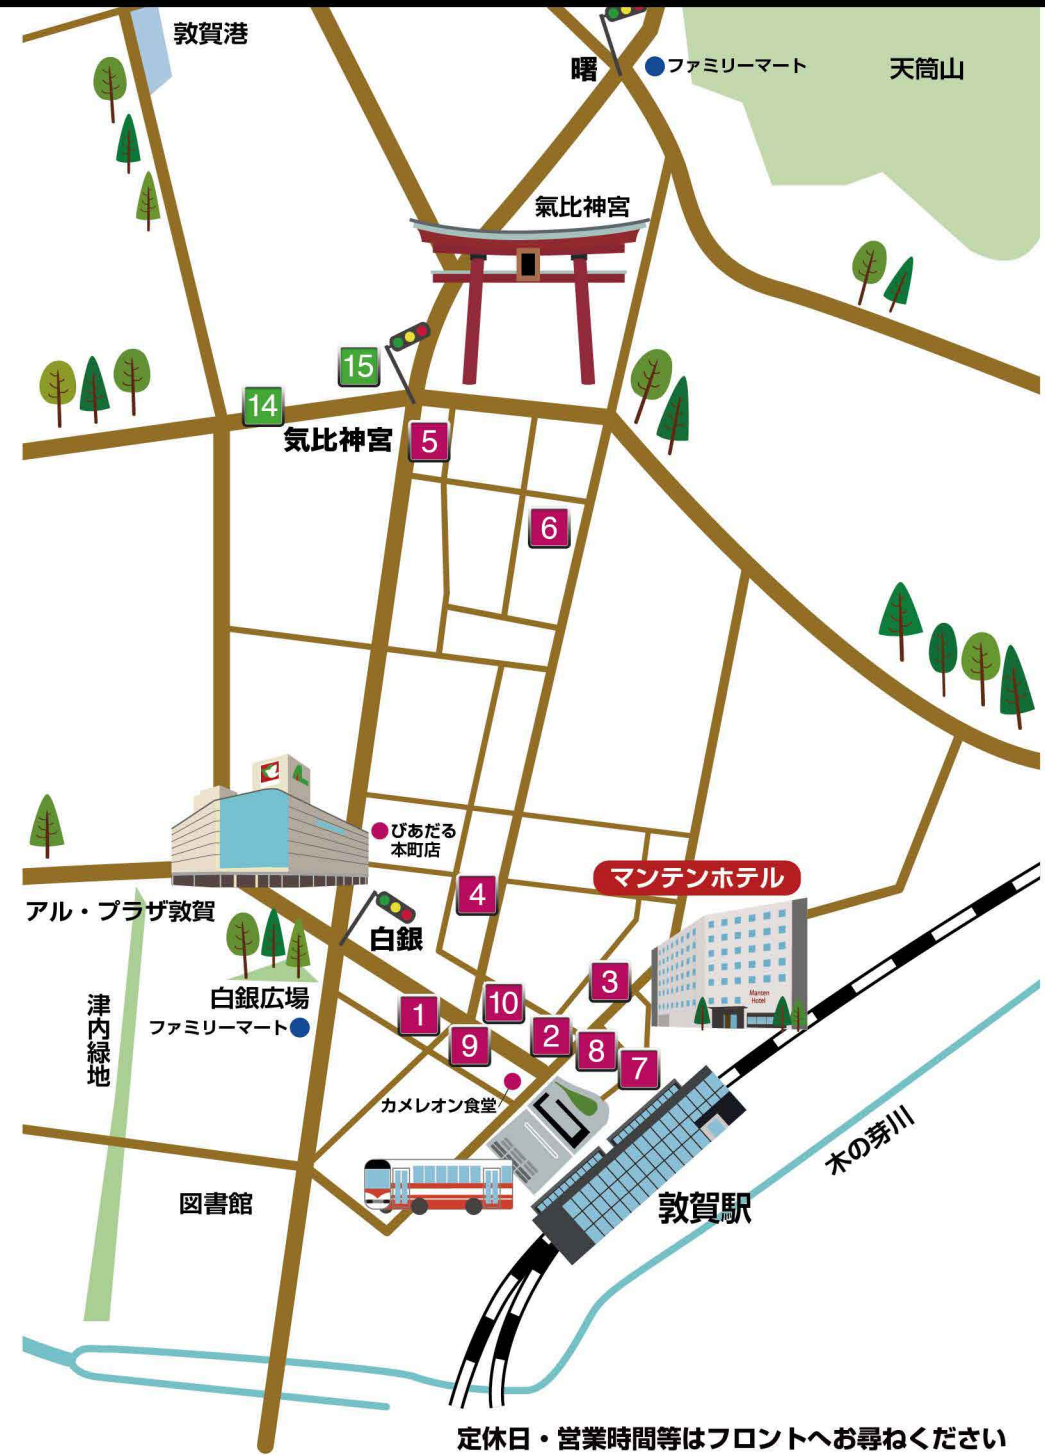 敦賀港
曙
ファミリーマート
天筒山
氣比神宮
15
14
気比神宮
5
6
びあだる
本町店
マンテンホテル
4
アル・プラザ敦賀
白銀
白銀広場
ファミリーマート
津内緑地
3
Manten
Hotel
10
1
2
9
8
7
カメレオン食堂
木の芽川
図書館
敦賀駅
定休日・営業時間等はフロントへお尋ねください